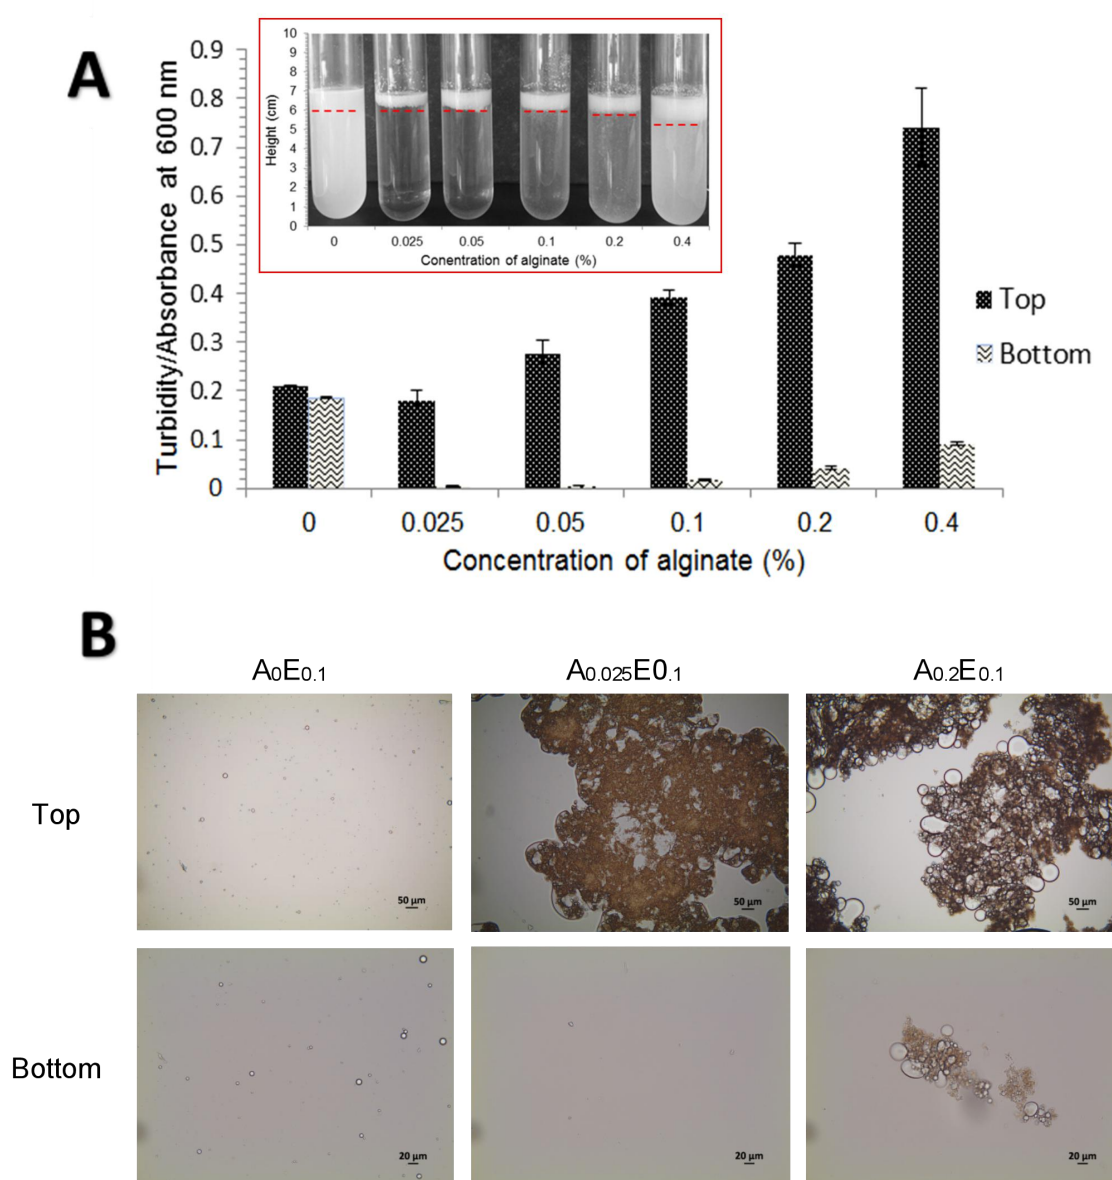 A
Turbidity/Absorbance at 600 nm
0.9
0.8
0.7
0.6
0.5
0.4
0.3
0.2
0.1
0
Height (cm)
10
9
8
7
6
5
4
3
2
1
0
0 0.025 0.05 0.1 0.2 0.4
Conentration of alginate (%)
Top
Bottom
0 0.025 0.05 0.1 0.2 0.4
Concentration of alginate (%)
B
A0E0.1 A0.025E0.1 A0.2E0.1
Top
50 µm 50 µm 50 µm
Bottom
20 µm 20 µm 20 µm